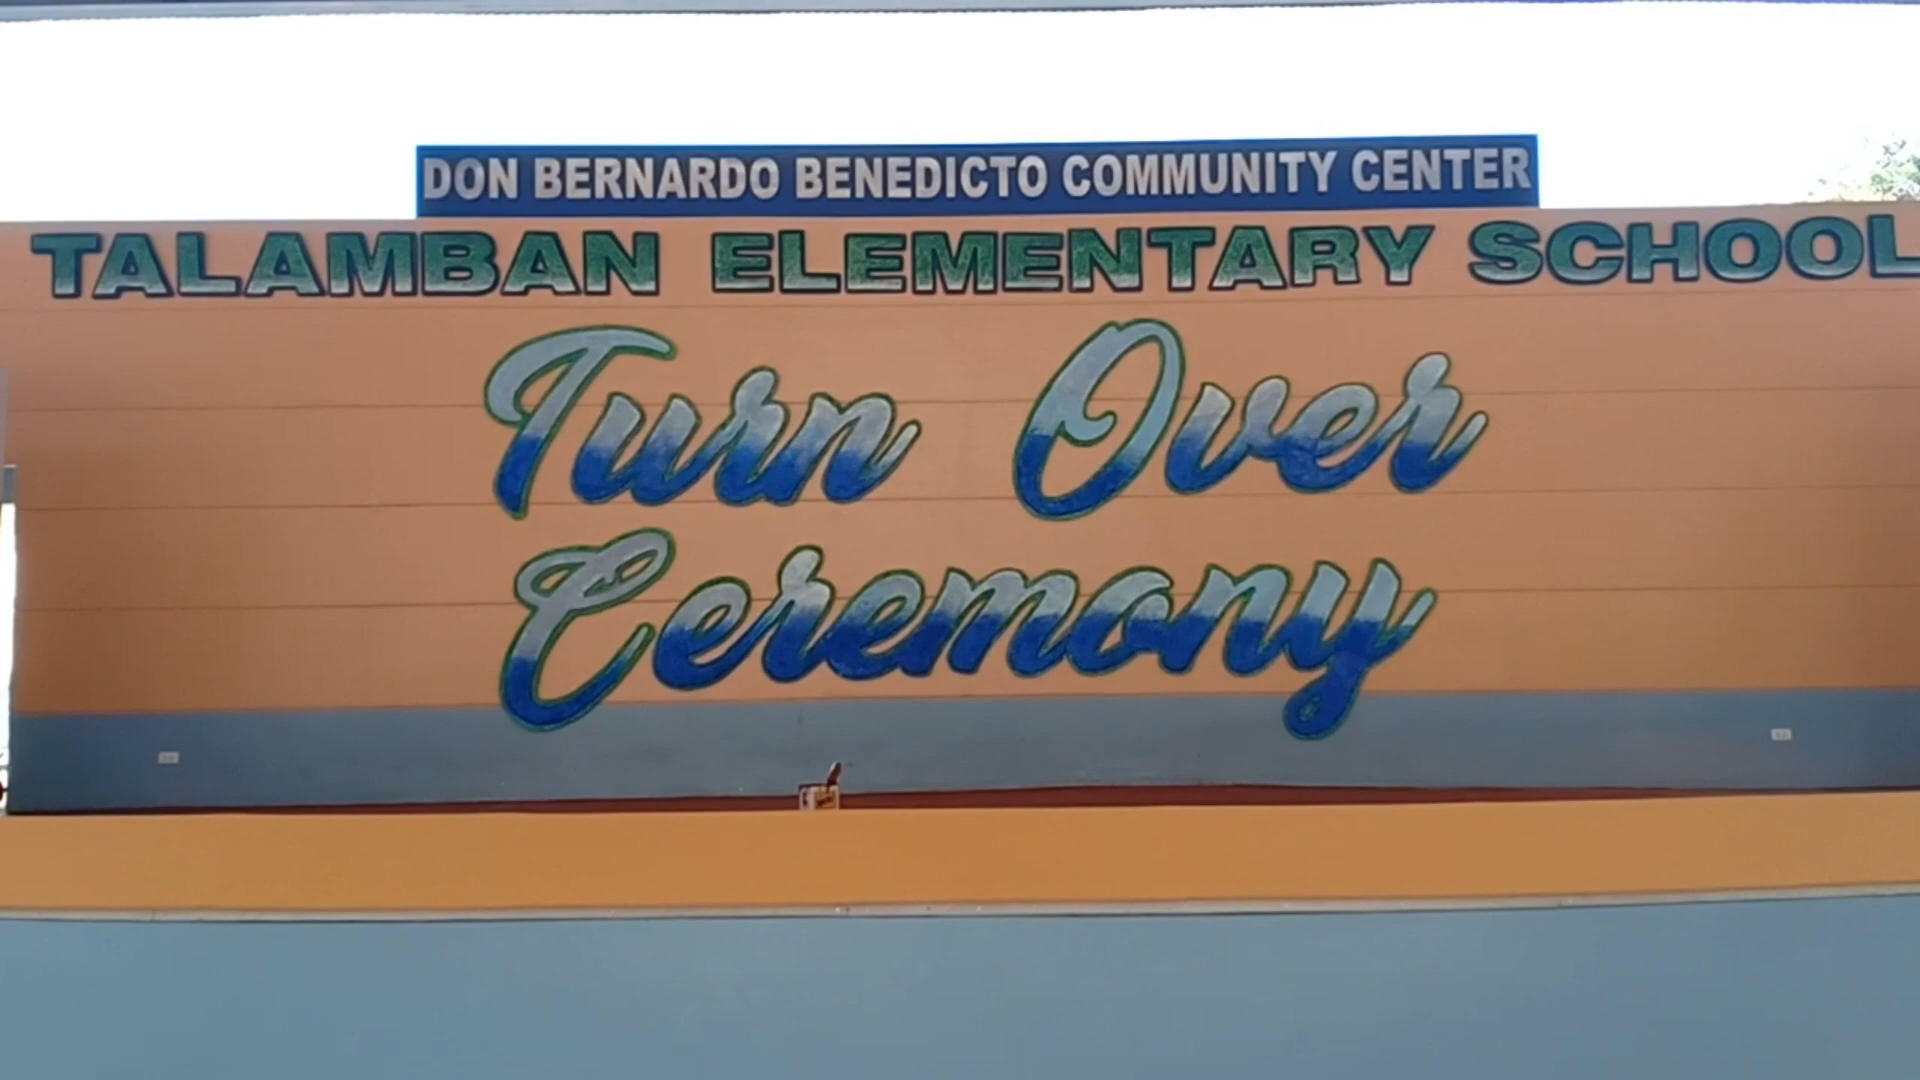 DON BERNARDO BENEDICTO COMMUNITY CENTER
TALAMBAN ELEMENTARY SCHOOL
Turn Over
Ceremony